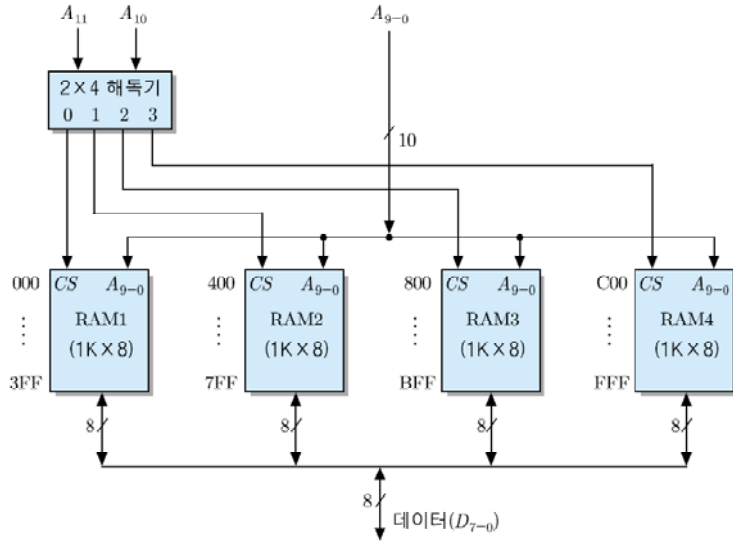 A₁₁ A₁₀ A₉₋₀
2×4 해독기
0 1 2 3
10
000 CS A₉₋₀ 400 CS A₉₋₀ 800 CS A₉₋₀ C00 CS A₉₋₀
⋮ RAM1 ⋮ RAM2 ⋮ RAM3 ⋮ RAM4
(1K×8) (1K×8) (1K×8) (1K×8)
3FF 7FF BFF FFF
8 8 8 8
8
데이터(D₇₋₀)